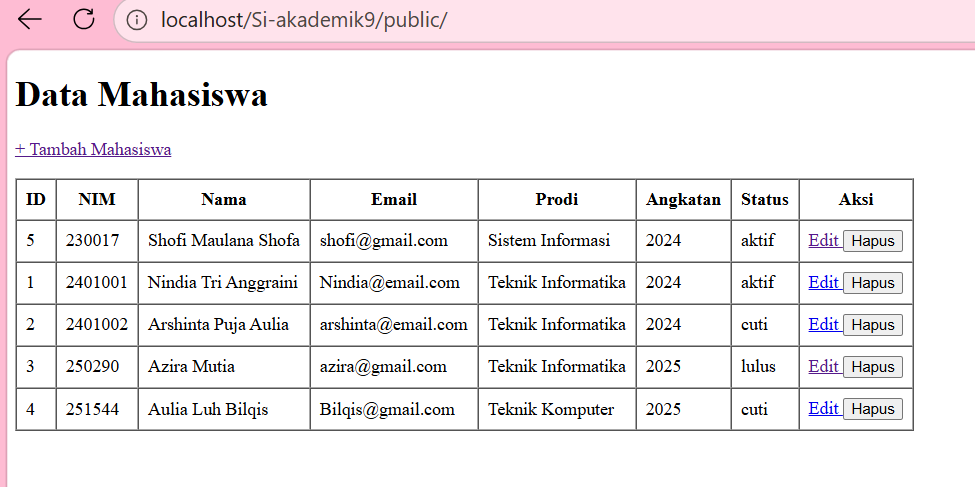 localhost/Si-akademik9/public/
Data Mahasiswa
+ Tambah Mahasiswa
ID NIM Nama Email Prodi Angkatan Status Aksi
5 230017 Shofi Maulana Shofa shofi@gmail.com Sistem Informasi 2024 aktif Edit Hapus
1 2401001 Nindia Tri Anggraini Nindia@email.com Teknik Informatika 2024 aktif Edit Hapus
2 2401002 Arshinta Puja Aulia arshinta@email.com Teknik Informatika 2024 cuti Edit Hapus
3 250290 Azira Mutia azira@gmail.com Teknik Informatika 2025 lulus Edit Hapus
4 251544 Aulia Luh Bilqis Bilqis@gmail.com Teknik Komputer 2025 cuti Edit Hapus